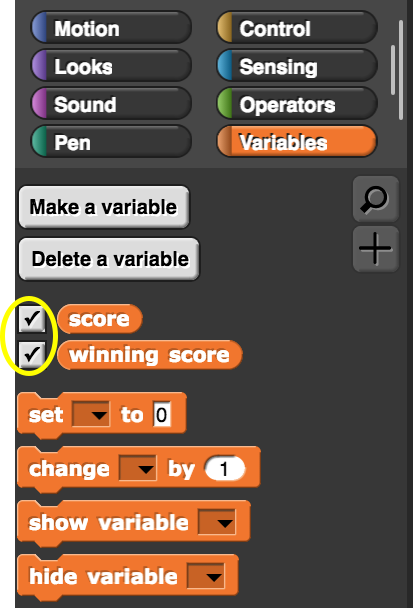 Motion Control
Looks Sensing
Sound Operators
Pen Variables
Make a variable
Delete a variable
score
winning score
set to 0
change by 1
show variable
hide variable